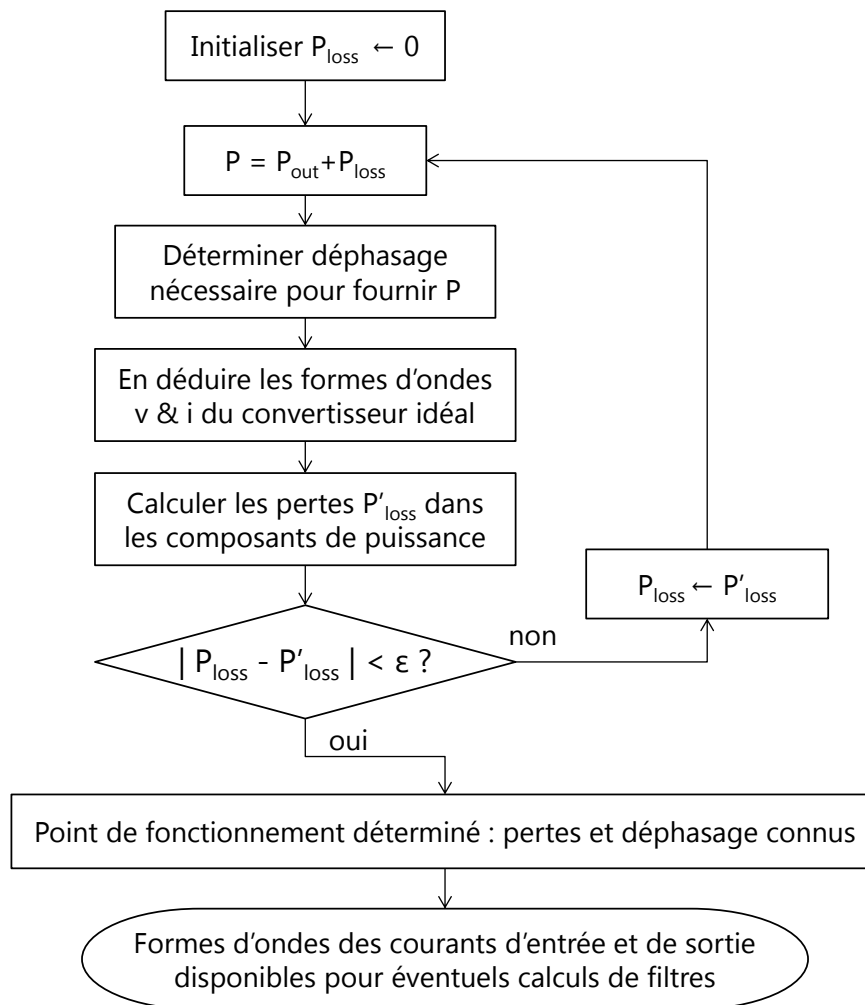 Initialiser P_loss ← 0
P = P_out+P_loss
Déterminer déphasage
nécessaire pour fournir P
En déduire les formes d'ondes
v & i du convertisseur idéal
Calculer les pertes P'_loss dans
les composants de puissance
P_loss ← P'_loss
| P_loss - P'_loss | < ε ?
non
oui
Point de fonctionnement déterminé : pertes et déphasage connus
Formes d'ondes des courants d'entrée et de sortie
disponibles pour éventuels calculs de filtres